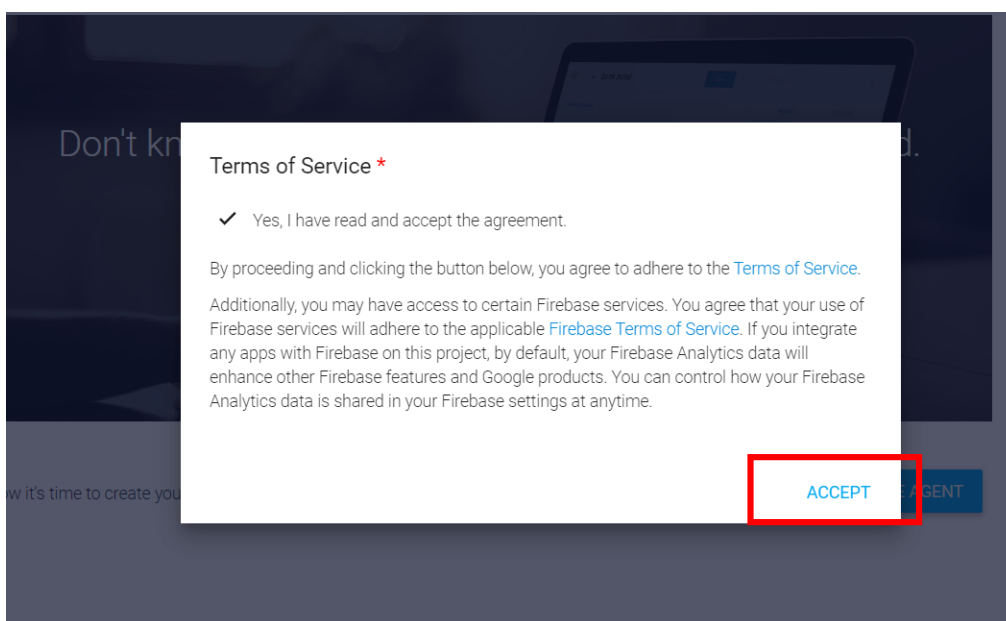 Don't kn
d.
Terms of Service *
Yes, I have read and accept the agreement.
By proceeding and clicking the button below, you agree to adhere to the Terms of Service.
Additionally, you may have access to certain Firebase services. You agree that your use of
Firebase services will adhere to the applicable Firebase Terms of Service. If you integrate
any apps with Firebase on this project, by default, your Firebase Analytics data will
enhance other Firebase features and Google products. You can control how your Firebase
Analytics data is shared in your Firebase settings at anytime.
ow it's time to create you
ACCEPT
E AGENT